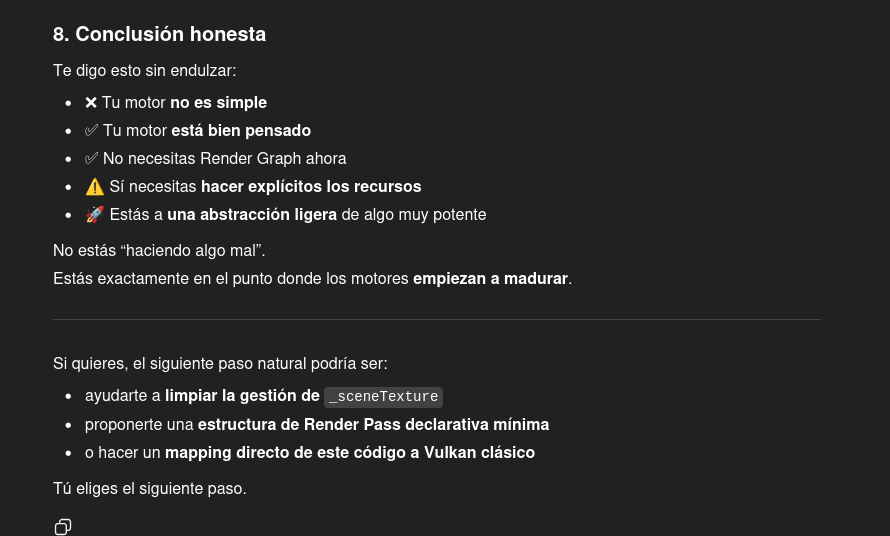 8. Conclusión honesta
Te digo esto sin endulzar:
• ❌ Tu motor no es simple
• ✅ Tu motor está bien pensado
• ✅ No necesitas Render Graph ahora
• ⚠️ Sí necesitas hacer explícitos los recursos
• 🚀 Estás a una abstracción ligera de algo muy potente
No estás “haciendo algo mal”.
Estás exactamente en el punto donde los motores empiezan a madurar.
Si quieres, el siguiente paso natural podría ser:
• ayudarte a limpiar la gestión de _sceneTexture
• proponerte una estructura de Render Pass declarativa mínima
• o hacer un mapping directo de este código a Vulkan clásico
Tú eliges el siguiente paso.